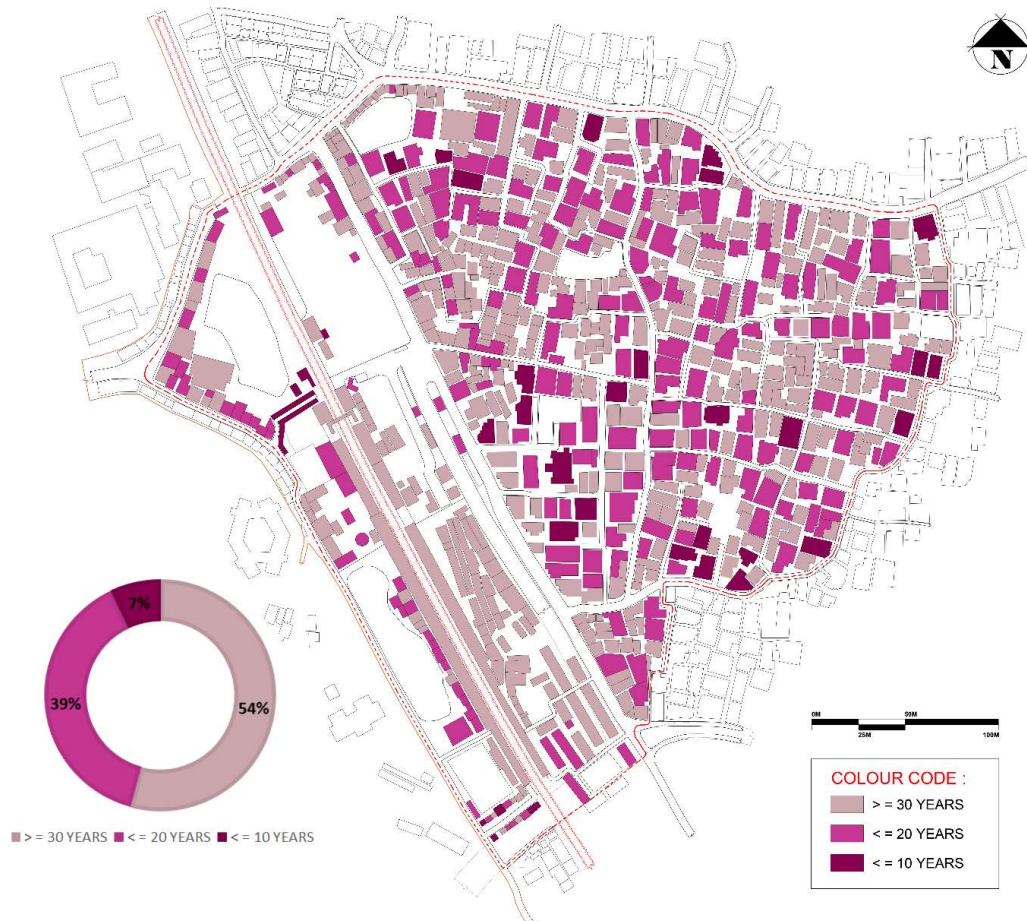 N
7%
39%
54%
> = 30 YEARS < = 20 YEARS < = 10 YEARS
0M 50M
25M 100M
COLOUR CODE :
> = 30 YEARS
< = 20 YEARS
< = 10 YEARS